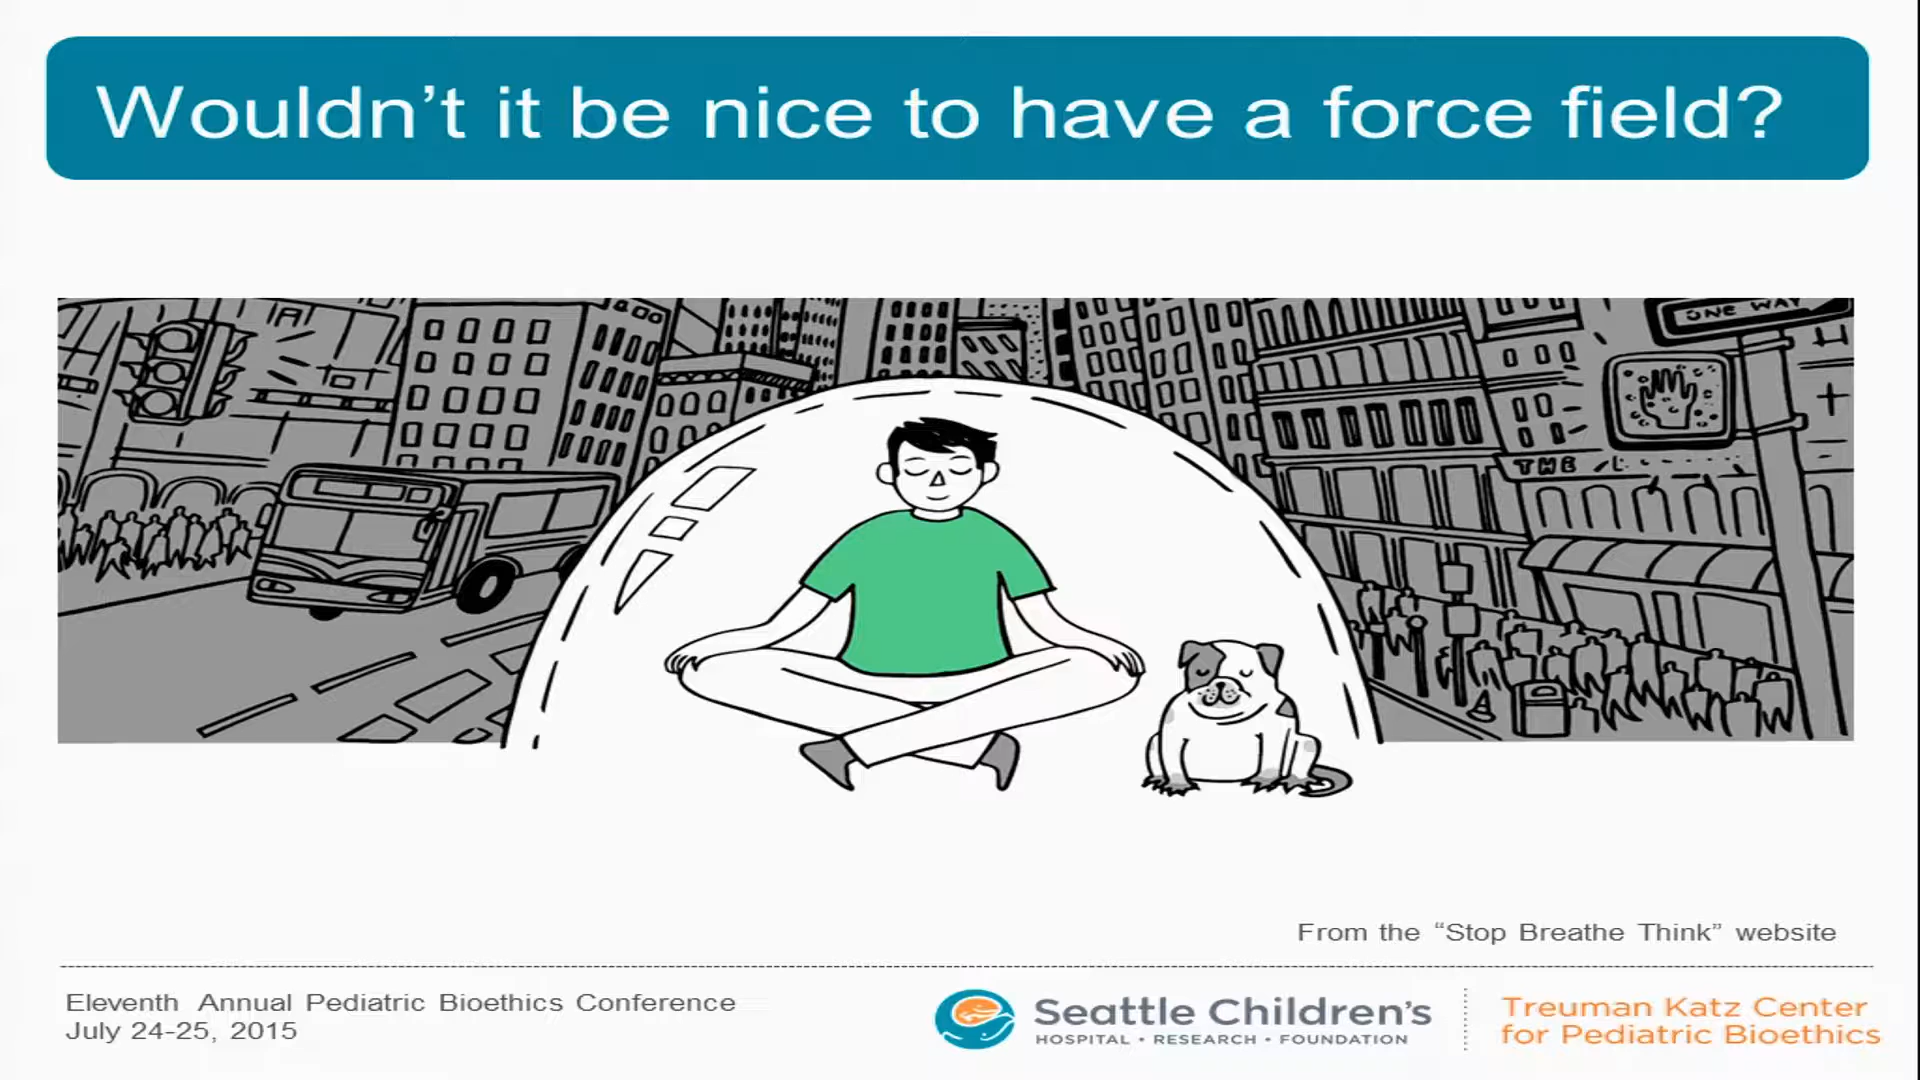 Wouldn’t it be nice to have a force field?
ONE WAY
THE
From the “Stop Breathe Think” website
Eleventh Annual Pediatric Bioethics Conference
July 24-25, 2015
Seattle Children’s
HOSPITAL • RESEARCH • FOUNDATION
Treuman Katz Center
for Pediatric Bioethics